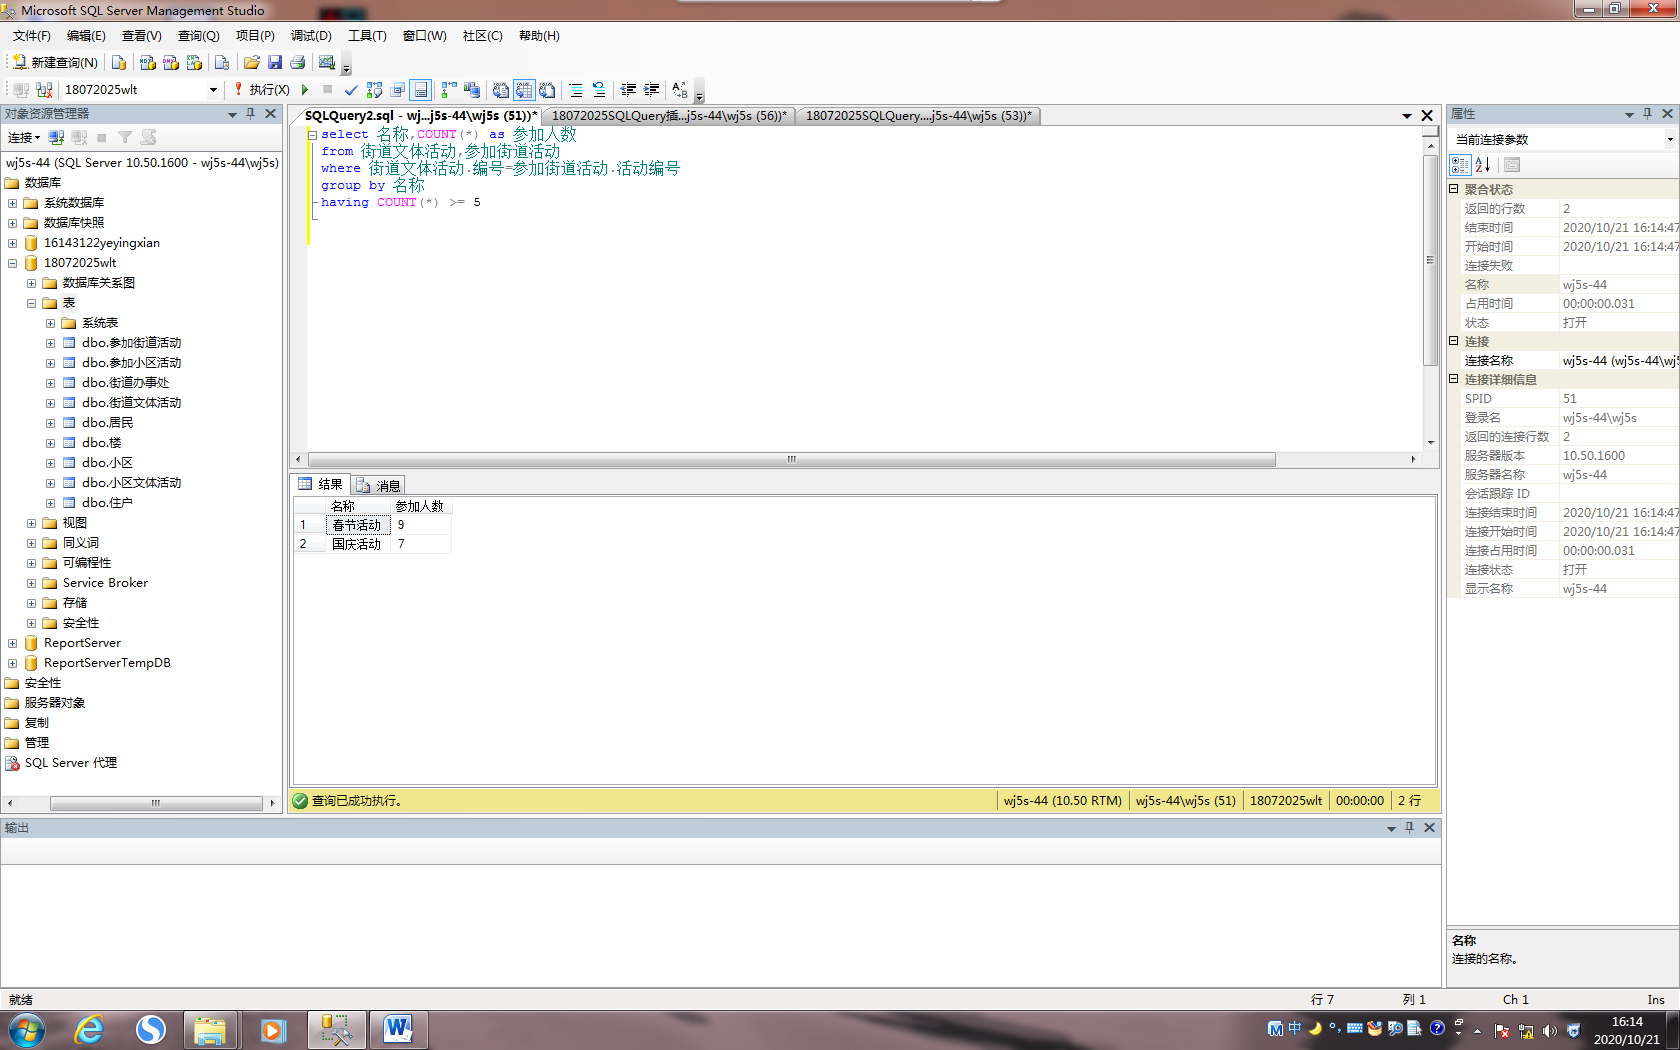 Microsoft SQL Server Management Studio
文件(F) 编辑(E) 查看(V) 查询(Q) 项目(P) 调试(D) 工具(T) 窗口(W) 社区(C) 帮助(H)
新建查询(N)
18072025wlt 执行(X)
对象资源管理器
连接
wj5s-44 (SQL Server 10.50.1600 - wj5s-44\wj5s)
数据库
系统数据库
数据库快照
16143122yeyingxian
18072025wlt
数据库关系图
表
系统表
dbo.参加街道活动
dbo.参加小区活动
dbo.街道办事处
dbo.街道文体活动
dbo.居民
dbo.楼
dbo.小区
dbo.小区文体活动
dbo.住户
视图
同义词
可编程性
Service Broker
存储
安全性
ReportServer
ReportServerTempDB
安全性
服务器对象
复制
管理
SQL Server 代理
SQLQuery2.sql - wj...j5s-44\wj5s (51))* 18072025SQLQuery插...j5s-44\wj5s (56))* 18072025SQLQuery....j5s-44\wj5s (53))*
select 名称,COUNT(*) as 参加人数
from 街道文体活动,参加街道活动
where 街道文体活动.编号=参加街道活动.活动编号
group by 名称
having COUNT(*) >= 5
结果 消息
名称 参加人数
1 春节活动 9
2 国庆活动 7
查询已成功执行。 wj5s-44 (10.50 RTM) wj5s-44\wj5s (51) 18072025wlt 00:00:00 2 行
属性
当前连接参数
聚合状态
返回的行数 2
结束时间 2020/10/21 16:14:47
开始时间 2020/10/21 16:14:47
连接失败
名称 wj5s-44
占用时间 00:00:00.031
状态 打开
连接
连接名称 wj5s-44 (wj5s-44\wj5
连接详细信息
SPID 51
登录名 wj5s-44\wj5s
返回的连接行数 2
服务器版本 10.50.1600
服务器名称 wj5s-44
会话跟踪 ID
连接结束时间 2020/10/21 16:14:47
连接开始时间 2020/10/21 16:14:47
连接占用时间 00:00:00.031
连接状态 打开
显示名称 wj5s-44
名称
连接的名称。
输出
就绪 行 7 列 1 Ch 1 Ins
中
16:14
2020/10/21